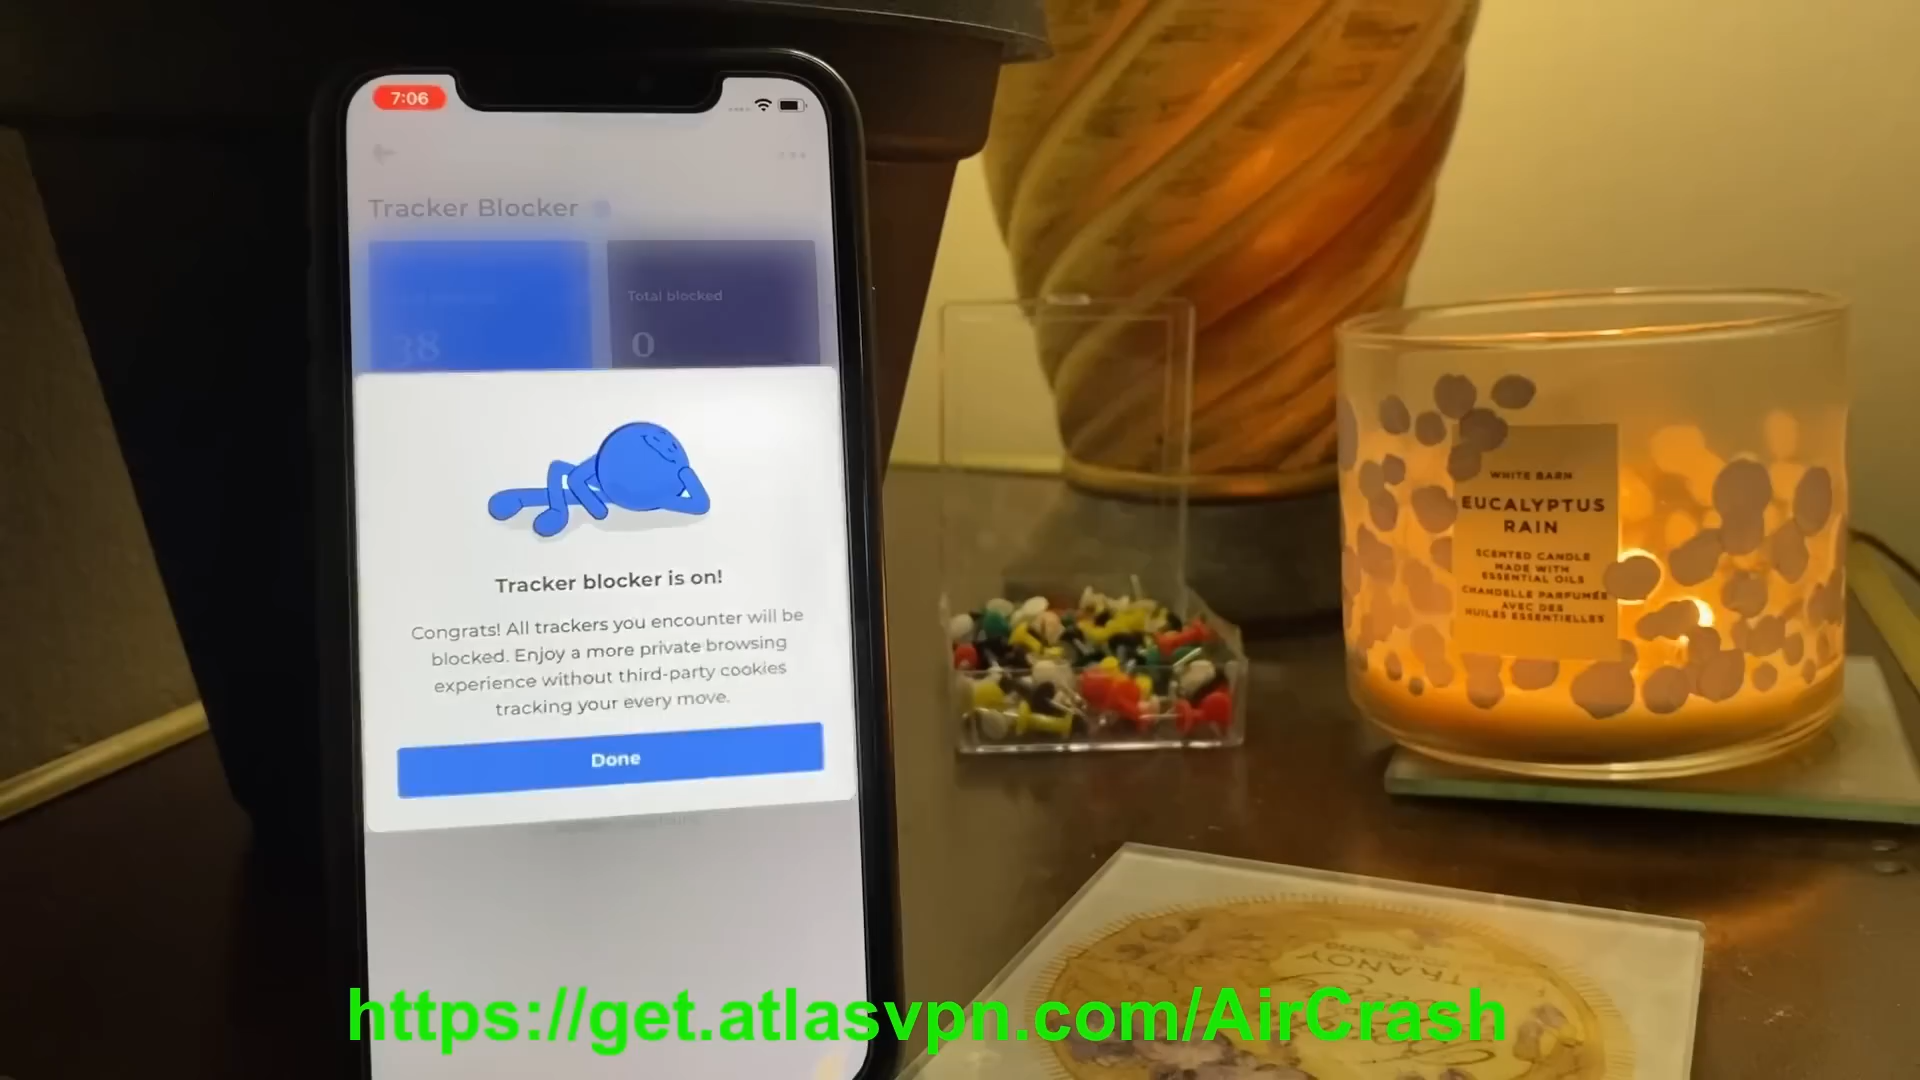 7:06
Tracker Blocker
Total blocked
38
0
Tracker blocker is on!
Congrats! All trackers you encounter will be
blocked. Enjoy a more private browsing
experience without third-party cookies
tracking your every move.
Done
WHITE BARN
EUCALYPTUS
RAIN
SCENTED CANDLE
MADE WITH
ESSENTIAL OILS
CHANDELLE PARFUMÉE
AVEC DES
HUILES ESSENTIELLES
https://get.atlasvpn.com/AirCrash